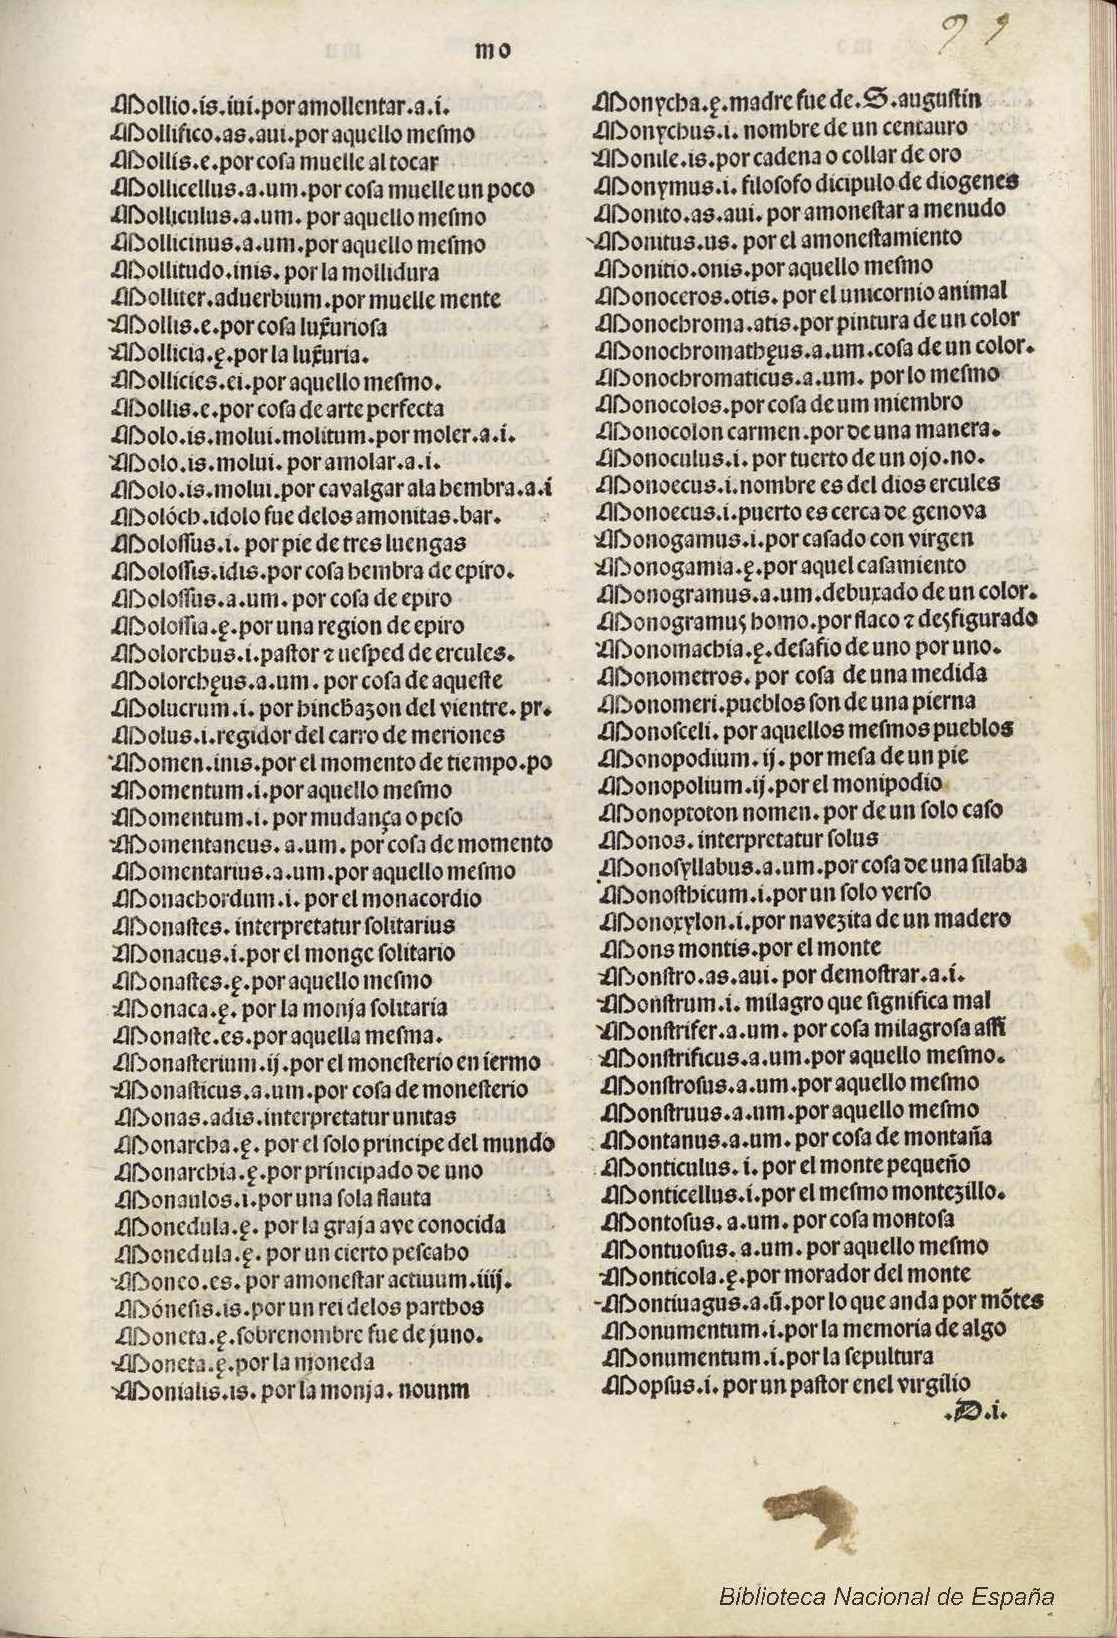 mo
99
Mollio.is.iui.por amollentar.a.i.
Mollifico.as.aui.por aquello meſmo
Mollis.e.por coſa muelle al tocar
Mollicellus.a.um.por coſa muelle un poco
Molliculus.a.um. por aquello meſmo
Mollicinus.a.um.por aquello meſmo
Mollitudo.inis. por la mollidura
Molliter.aduerbium.por muelle mente
Mollis.e.por coſa luxurioſa
Mollicia.ę.por la luxuria.
Mollicies.ei.por aquello meſmo.
Mollis.e.por coſa de arte perfecta
Molo.is.molui.molitum.por moler.a.i.
Molo.is.molui. por amolar.a.i.
Molo.is.molui.por cavalgar ala hembra.a.i
Molóch.idolo fue delos amonitas.bar.
Moloſſus.i. por pie de tres luengas
Moloſſis.idis.por coſa hembra de epiro.
Moloſſus.a.um. por coſa de epiro
Moloſſia.ę.por una region de epiro
Molorchus.i.paſtor ⁊ ueſped de ercules.
Molorchęus.a.um. por coſa de aqueſte
Molucrum.i. por hinchazon del vientre. pr.
Molus.i.regidor del carro de meriones
Momen.inis.por el momento de tiempo.po
Momentum.i.por aquello meſmo
Momentum.i. por mudança o peſo
Momentaneus. a.um. por coſa de momento
Momentarius.a.um.por aquello meſmo
Monachordum.i. por el monacordio
Monaſtes. interpretatur ſolitarius
Monacus.i.por el monge ſolitario
Monaſtes.ę.por aquello meſmo
Monaca.ę. por la monja ſolitaria
Monaſte.es.por aquella meſma.
Monaſterium.ij.por el moneſterio en iermo
Monaſticus.a.um.por coſa de moneſterio
Monas.adis.interpretatur unitas
Monarcha.ę. por el ſolo principe del mundo
Monarchia.ę.por principado de uno
Monaulos.i.por una ſola flauta
Monedula.ę. por la graja ave conocida
Monedula.ę. por un cierto peſcado
Moneo.es. por amoneſtar actiuum.iiij.
Móneſis.is.por un rei delos parthos
Moneta.ę.ſobrenombre fue de juno.
Moneta.ę.por la moneda
Monialis.is. por la monja. nounm
Monycha.ę.madre fue de.S.auguſtin
Monychus.i. nombre de un centauro
Monile.is.por cadena o collar de oro
Monymus.i. filoſofo dicipulo de diogenes
Monito.as.aui. por amoneſtar a menudo
Monitus.us. por el amoneſtamiento
Monitio.onis.por aquello meſmo
Monoceros.otis. por el unicornio animal
Monochroma.atis.por pintura de un color
Monochromathęus.a.um.coſa de un color.
Monochromaticus.a.um. por lo meſmo
Monocolos.por coſa de um miembro
Monocolon carmen.por de una manera.
Monoculus.i. por tuerto de un ojo.no.
Monoecus.i.nombre es del dios ercules
Monoecus.i.puerto es cerca de genova
Monogamus.i.por caſado con virgen
Monogamia.ę.por aquel caſamiento
Monogramus.a.um.debuxado de un color.
Monogramus homo.por flaco ⁊ desfigurado
Monomachia.ę.deſafio de uno por uno.
Monometros. por coſa de una medida
Monomeri.pueblos ſon de una pierna
Monoſceli. por aquellos meſmos pueblos
Monopodium. ij. por meſa de un pie
Monopolium.ij.por el monipodio
Monoptoton nomen. por de un ſolo caſo
Monos. interpretatur ſolus
Monoſyllabus.a.um.por coſa de una ſilaba
Monoſthicum.i.por un ſolo verſo
Monoxylon.i.por navezita de un madero
Mons montis.por el monte
Monſtro.as.aui. por demoſtrar.a.i.
Monſtrum.i. milagro que ſignifica mal
Monſtrifer.a.um. por coſa milagroſa aſſi
Monſtrificus.a.um.por aquello meſmo.
Monſtroſus.a.um.por aquello meſmo
Monſtruus.a.um.por aquello meſmo
Montanus.a.um. por coſa de montaña
Monticulus. i. por el monte pequeño
Monticellus.i.por el meſmo montezillo.
Montoſus. a.um. por coſa montoſa
Montuoſus. a.um. por aquello meſmo
Monticola.ę.por morador del monte
Montiuagus.a.ũ.por lo que anda por mõtes
Monumentum.i.por la memoria de algo
Monumentum.i.por la ſepultura
Mopſus.i. por un paſtor enel virgilio
.D.i.
Biblioteca Nacional de España